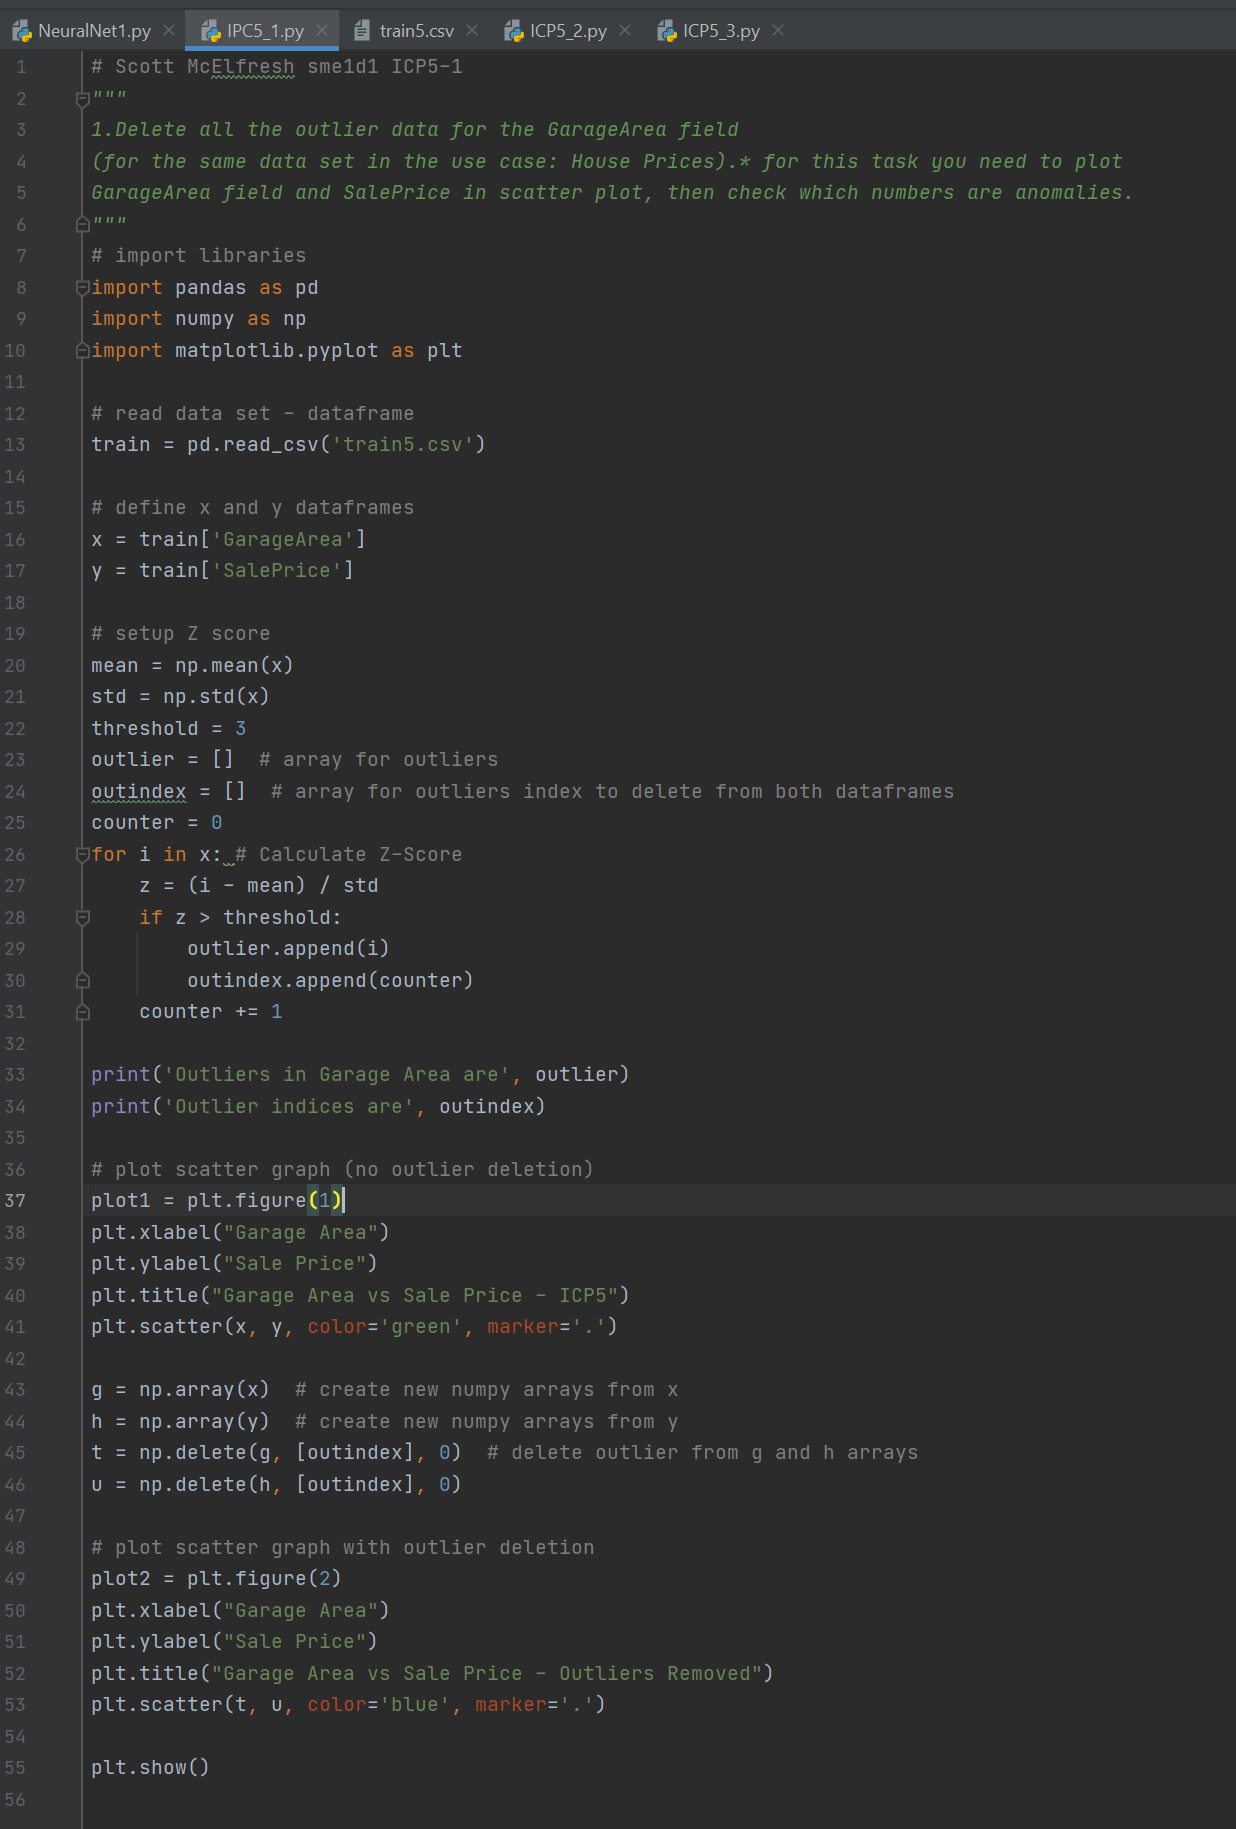 NeuralNet1.py IPC5_1.py train5.csv ICP5_2.py ICP5_3.py
1 # Scott McElfresh sme1d1 ICP5-1
2 """
3 1.Delete all the outlier data for the GarageArea field
4 (for the same data set in the use case: House Prices).* for this task you need to plot
5 GarageArea field and SalePrice in scatter plot, then check which numbers are anomalies.
6 """
7 # import libraries
8 import pandas as pd
9 import numpy as np
10 import matplotlib.pyplot as plt
11
12 # read data set - dataframe
13 train = pd.read_csv('train5.csv')
14
15 # define x and y dataframes
16 x = train['GarageArea']
17 y = train['SalePrice']
18
19 # setup Z score
20 mean = np.mean(x)
21 std = np.std(x)
22 threshold = 3
23 outlier = []  # array for outliers
24 outindex = []  # array for outliers index to delete from both dataframes
25 counter = 0
26 for i in x: # Calculate Z-Score
27     z = (i - mean) / std
28     if z > threshold:
29         outlier.append(i)
30         outindex.append(counter)
31     counter += 1
32
33 print('Outliers in Garage Area are', outlier)
34 print('Outlier indices are', outindex)
35
36 # plot scatter graph (no outlier deletion)
37 plot1 = plt.figure(1)
38 plt.xlabel("Garage Area")
39 plt.ylabel("Sale Price")
40 plt.title("Garage Area vs Sale Price - ICP5")
41 plt.scatter(x, y, color='green', marker='.')
42
43 g = np.array(x)  # create new numpy arrays from x
44 h = np.array(y)  # create new numpy arrays from y
45 t = np.delete(g, [outindex], 0)  # delete outlier from g and h arrays
46 u = np.delete(h, [outindex], 0)
47
48 # plot scatter graph with outlier deletion
49 plot2 = plt.figure(2)
50 plt.xlabel("Garage Area")
51 plt.ylabel("Sale Price")
52 plt.title("Garage Area vs Sale Price - Outliers Removed")
53 plt.scatter(t, u, color='blue', marker='.')
54
55 plt.show()
56